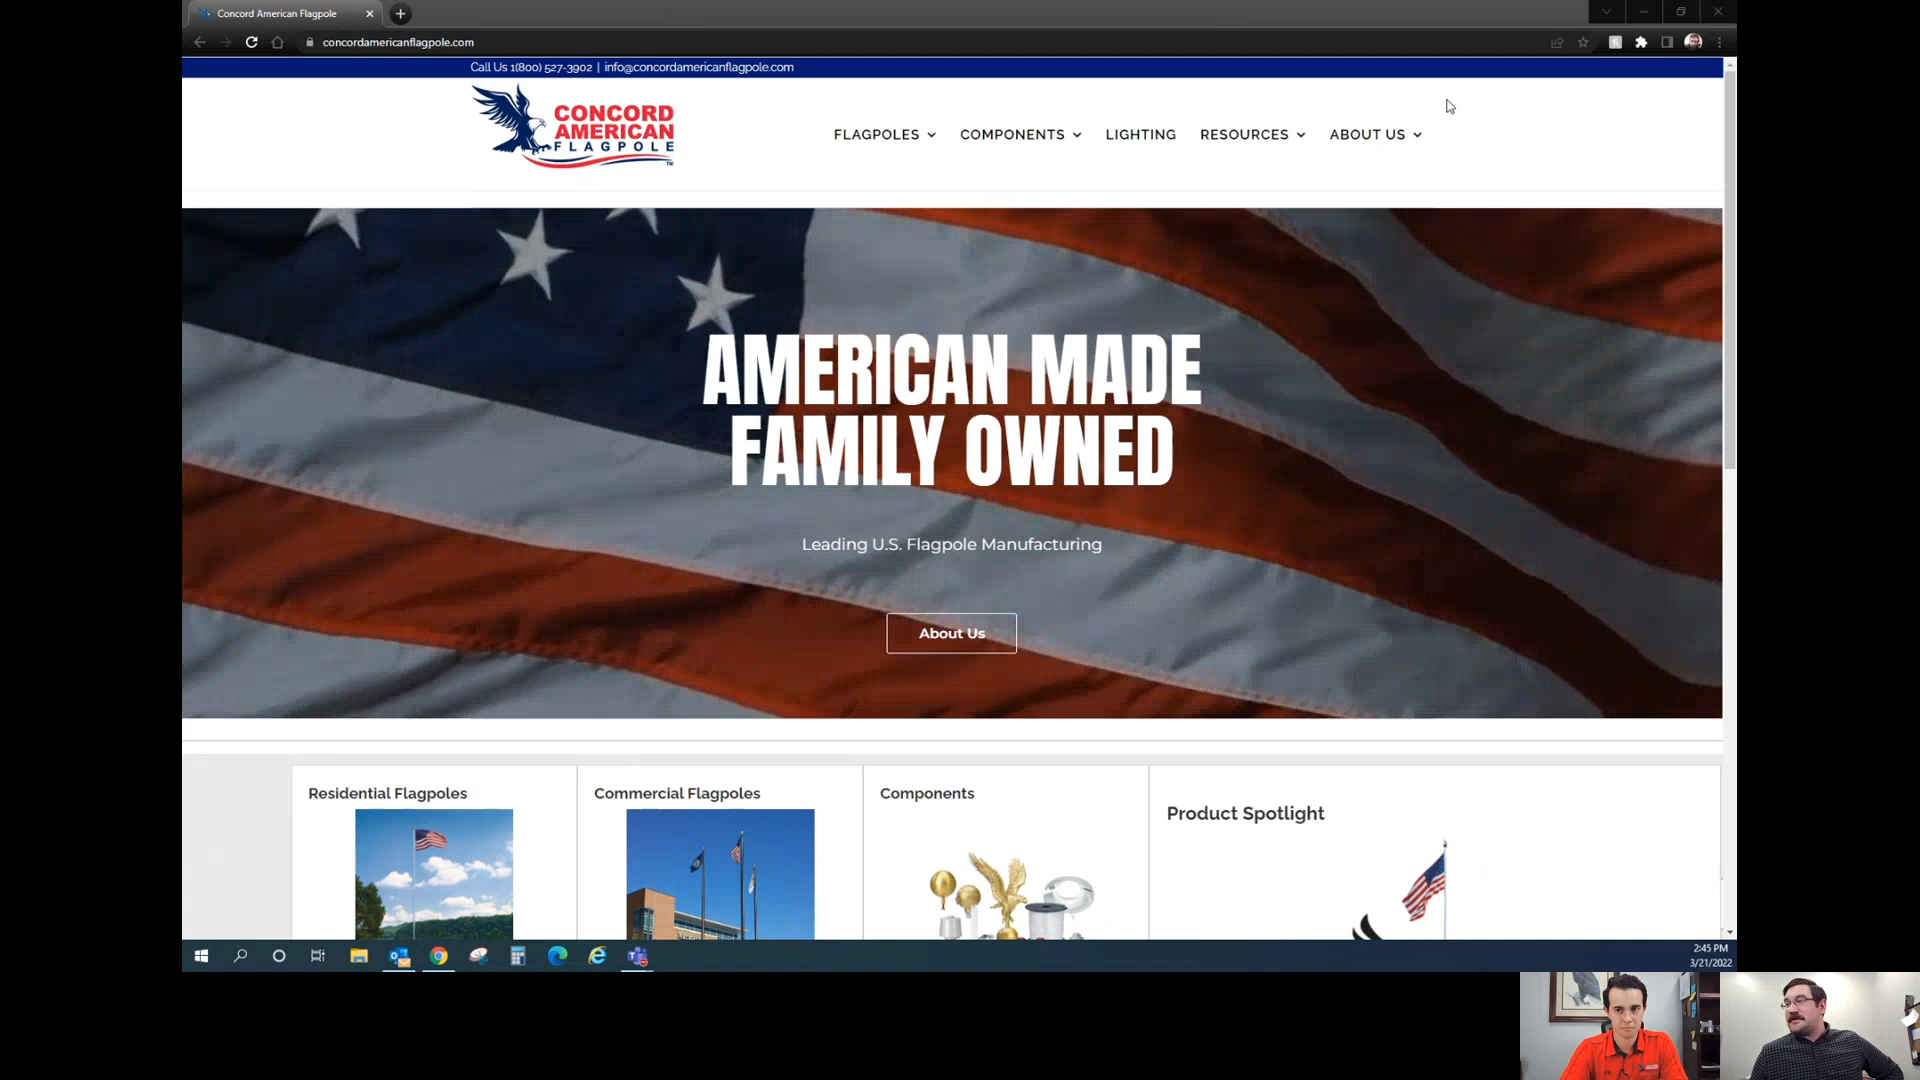 Concord American Flagpole
concordamericanflagpole.com
Call Us 1(800) 527-3902 | info@concordamericanflagpole.com
CONCORD
AMERICAN
FLAGPOLE
TM
FLAGPOLES COMPONENTS LIGHTING RESOURCES ABOUT US
AMERICAN MADE
FAMILY OWNED
Leading U.S. Flagpole Manufacturing
About Us
Residential Flagpoles
Commercial Flagpoles
Components
Product Spotlight
2:45 PM
3/21/2022